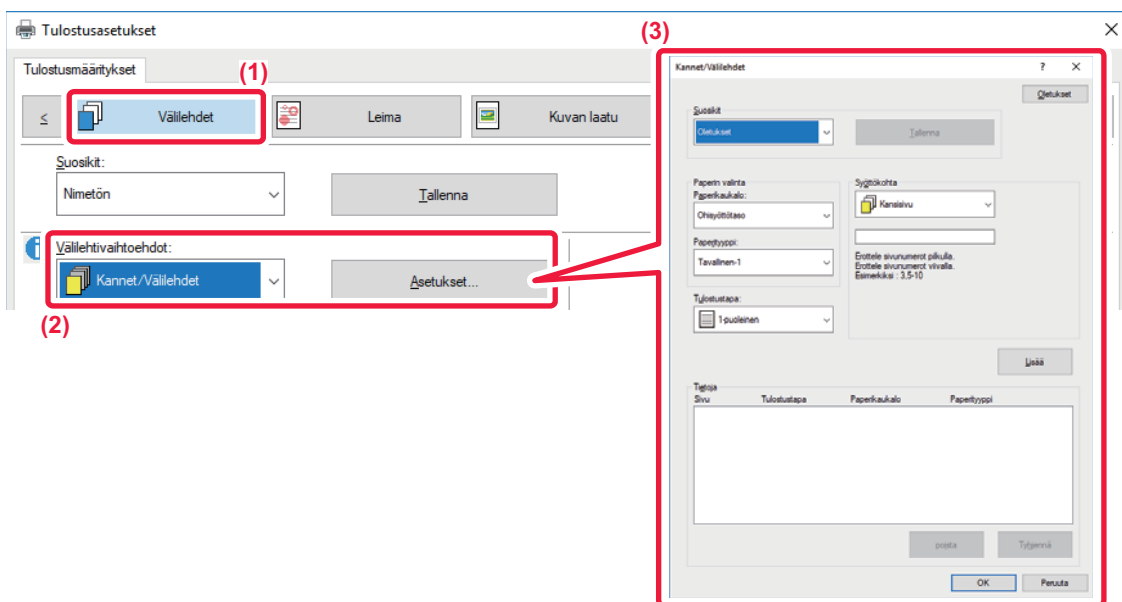 Tulostusasetukset
Tulostusmääritykset
(1)
<
Välilehdet
Leima
Kuvan laatu
Suosikit:
Nimetön
Tallenna
Välilehtivaihtoehdot:
Kannet/Välilehdet
Asetukset...
(2)
(3)
Kannet/Välilehdet
?
Oletukset
Suosikit
Oletukset
Tallenna
Paperin valinta
Paperikaukalo:
Ohisyöttötaso
Paperityyppi:
Tavallinen-1
Tulostustapa:
1-puoleinen
Syöttökohta
Kansisivu
Erottele sivunumerot pilkulla.
Erottele sivunumerot viivalla.
Esimerkiksi : 3,5-10
Lisää
Tietoja
Sivu Tulostustapa Paperikaukalo Paperityyppi
poista
Tyhjennä
OK
Peruuta